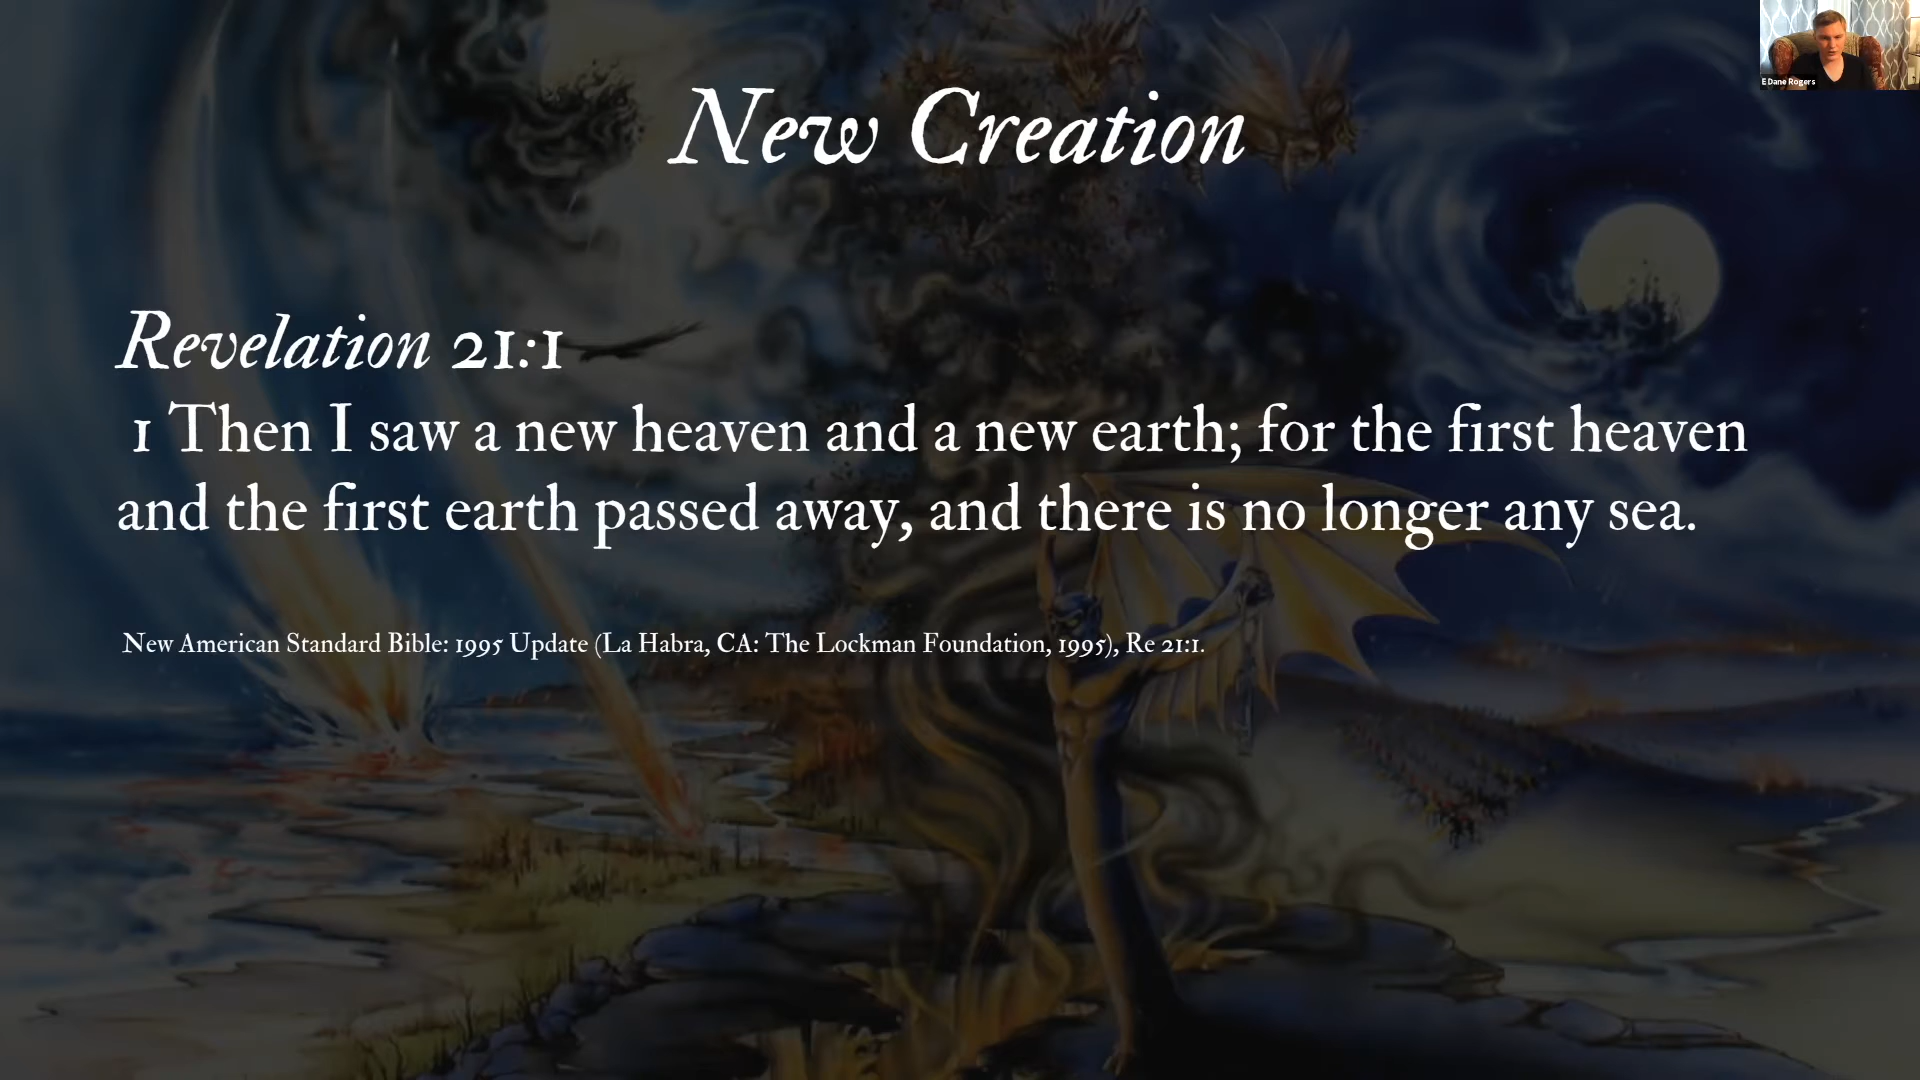 New Creation
E Dane Rogers
Revelation 21:1
1 Then I saw a new heaven and a new earth; for the first heaven
and the first earth passed away, and there is no longer any sea.
New American Standard Bible: 1995 Update (La Habra, CA: The Lockman Foundation, 1995), Re 21:1.